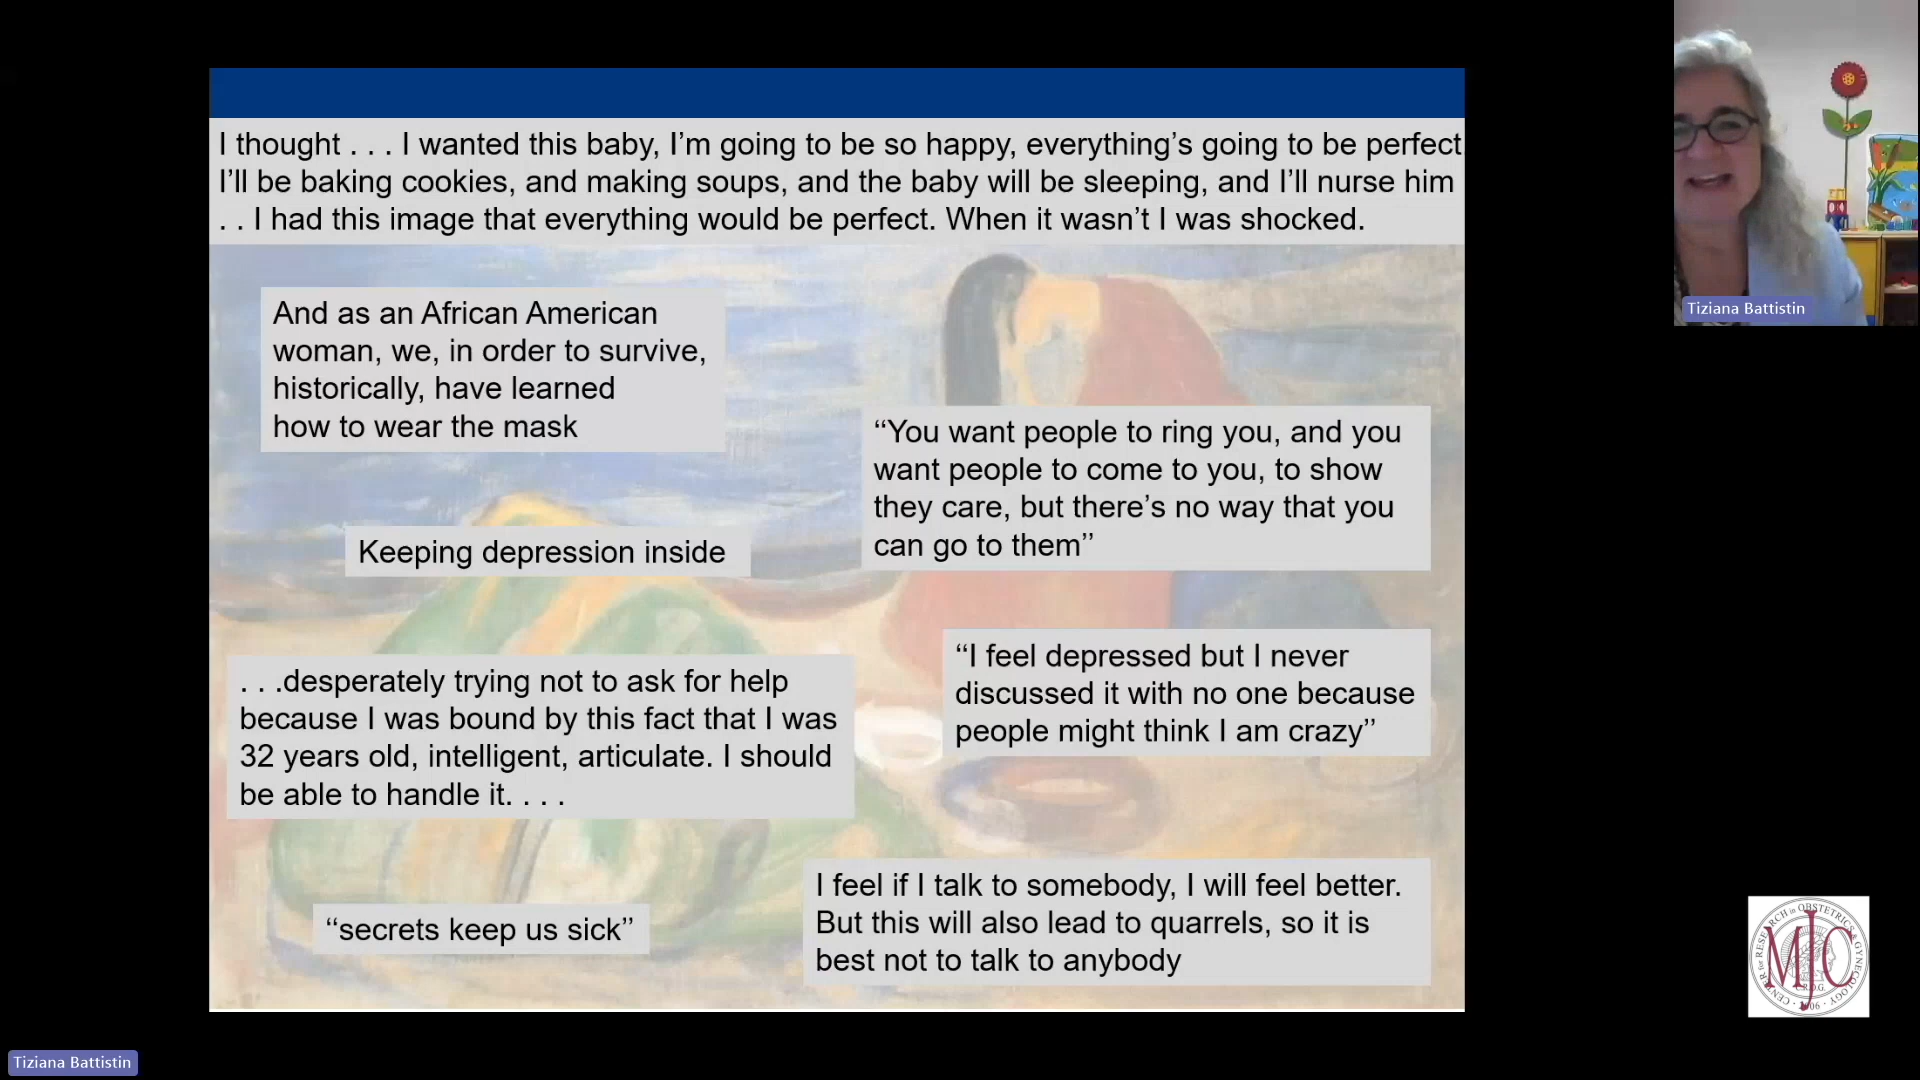 I thought . . . I wanted this baby, I’m going to be so happy, everything’s going to be perfect
I’ll be baking cookies, and making soups, and the baby will be sleeping, and I’ll nurse him
. . I had this image that everything would be perfect. When it wasn’t I was shocked.
And as an African American
woman, we, in order to survive,
historically, have learned
how to wear the mask
‘‘You want people to ring you, and you
want people to come to you, to show
they care, but there’s no way that you
can go to them’’
Keeping depression inside
‘‘I feel depressed but I never
discussed it with no one because
people might think I am crazy’’
. . .desperately trying not to ask for help
because I was bound by this fact that I was
32 years old, intelligent, articulate. I should
be able to handle it. . . .
I feel if I talk to somebody, I will feel better.
But this will also lead to quarrels, so it is
best not to talk to anybody
‘‘secrets keep us sick’’
Tiziana Battistin
CENTER for RESEARCH in OBSTETRICS & GYNECOLOGY
MJC
C.R.O.G.
2006
Tiziana Battistin